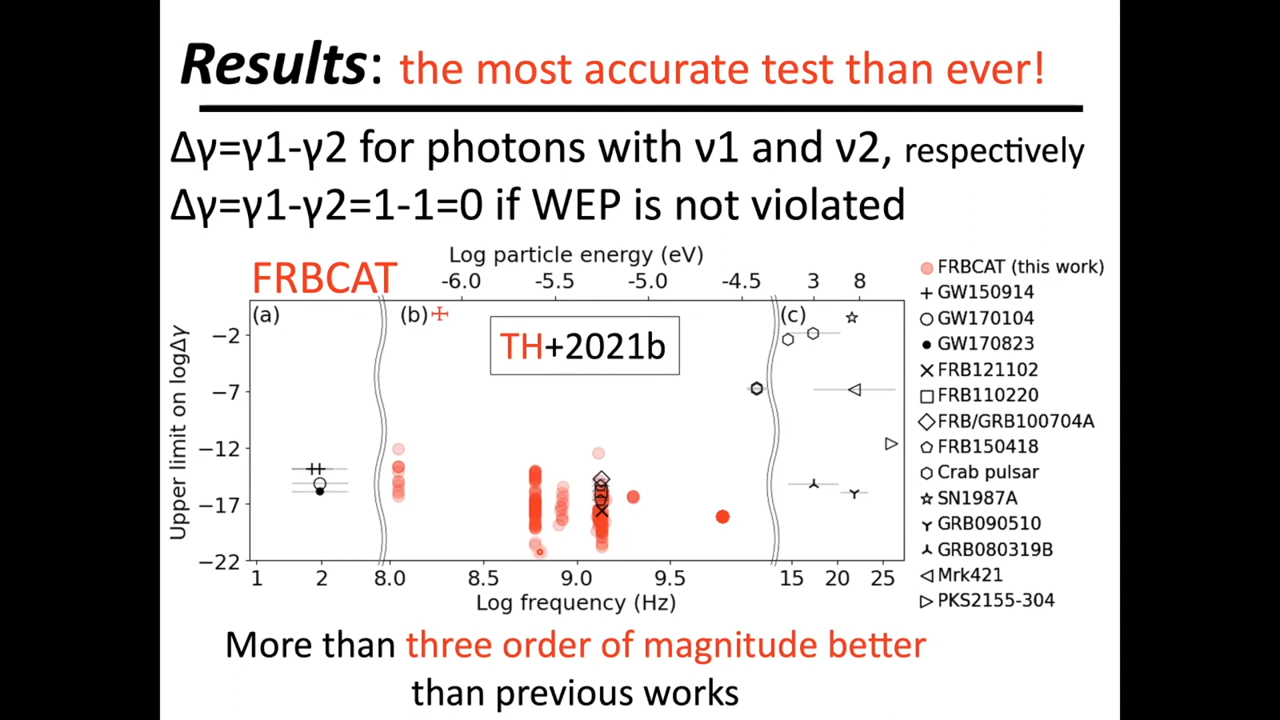 Results: the most accurate test than ever!
Δγ=γ1-γ2 for photons with ν1 and ν2, respectively
Δγ=γ1-γ2=1-1=0 if WEP is not violated
Log particle energy (eV)
FRBCAT
-6.0 -5.5 -5.0 -4.5 3 8
(a) (b) (c)
TH+2021b
Upper limit on logΔγ
−2
−7
−12
−17
−22
1 2 8.0 8.5 9.0 9.5 15 20 25
Log frequency (Hz)
FRBCAT (this work)
GW150914
GW170104
GW170823
FRB121102
FRB110220
FRB/GRB100704A
FRB150418
Crab pulsar
SN1987A
GRB090510
GRB080319B
Mrk421
PKS2155-304
More than three order of magnitude better
than previous works